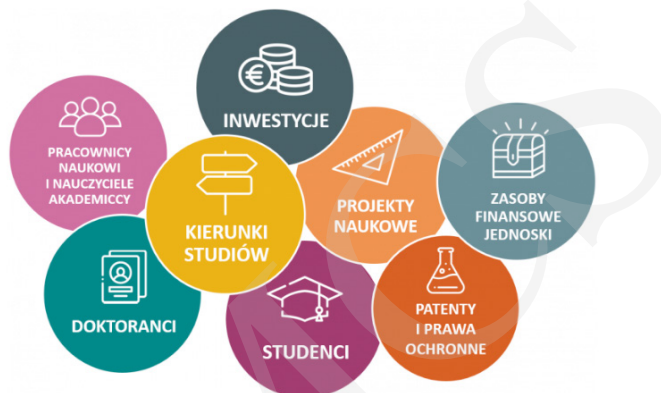 INWESTYCJE
PRACOWNICY
NAUKOWI
I NAUCZYCIELE
AKADEMICCY
KIERUNKI
STUDIÓW
PROJEKTY
NAUKOWE
ZASOBY
FINANSOWE
JEDNOSKI
DOKTORANCI
STUDENCI
PATENTY
I PRAWA
OCHRONNE